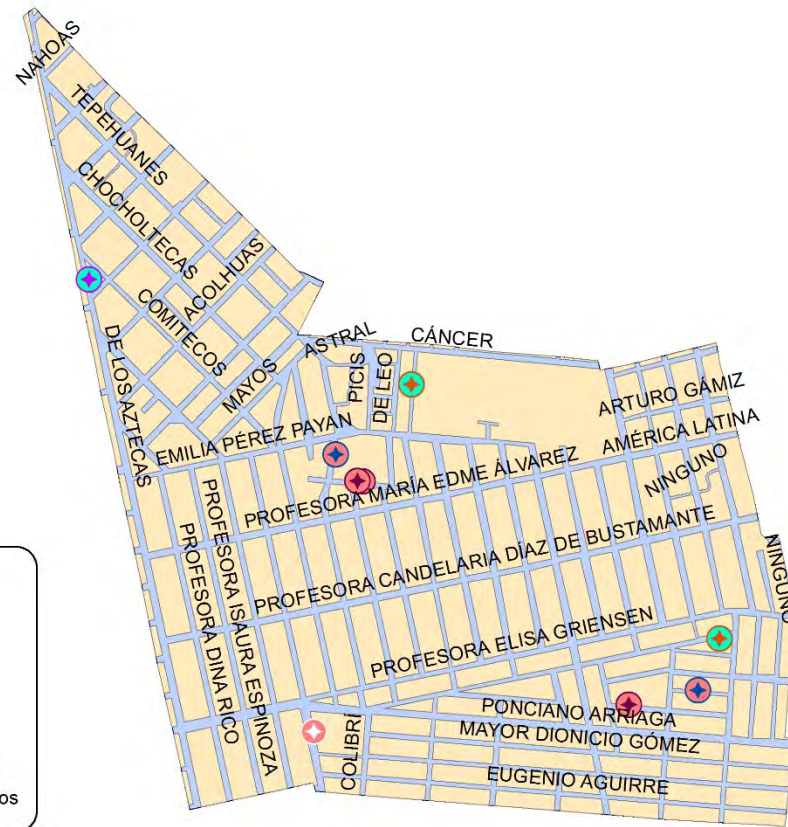 NAHOAS
TEPEHUANES
CHOCHOLTECAS
ACOLHUAS
COMITECOS
DE LOS AZTECAS
MAYOS
ASTRAL
CÁNCER
PICIS
DE LEO
ARTURO GÁMIZ
EMILIA PÉREZ PAYAN
AMÉRICA LATINA
PROFESORA MARÍA EDME ÁLVAREZ
NINGUNO
PROFESORA ISAURA ESPINOZA
PROFESORA DINA RICO
PROFESORA CANDELARIA DÍAZ DE BUSTAMANTE
NINGUNO
PROFESORA ELISA GRIENSEN
PONCIANO ARRIAGA
COLIBRÍ
MAYOR DIONICIO GÓMEZ
EUGENIO AGUIRRE
os